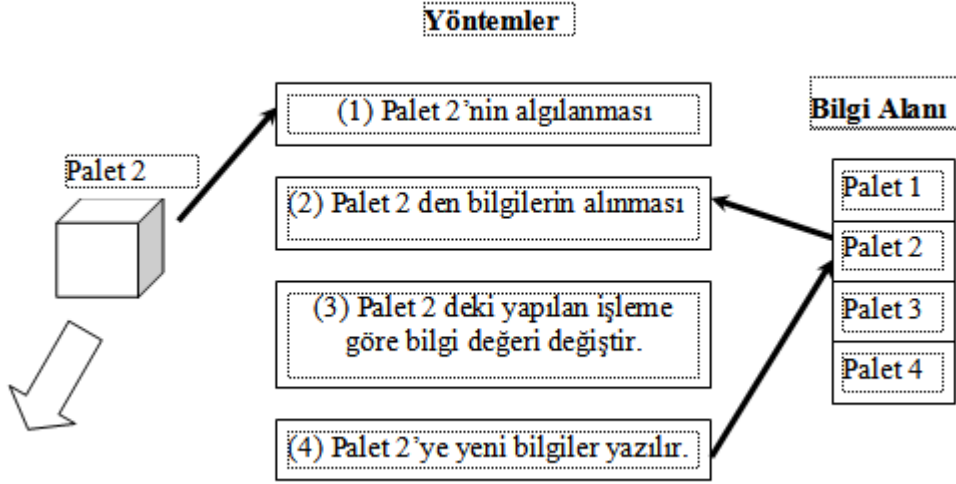 Yöntemler
(1) Palet 2’nin algılanması
Bilgi Alanı
Palet 2
(2) Palet 2 den bilgilerin alınması
Palet 1
Palet 2
(3) Palet 2 deki yapılan işleme
göre bilgi değeri değiştir.
Palet 3
Palet 4
(4) Palet 2’ye yeni bilgiler yazılır.